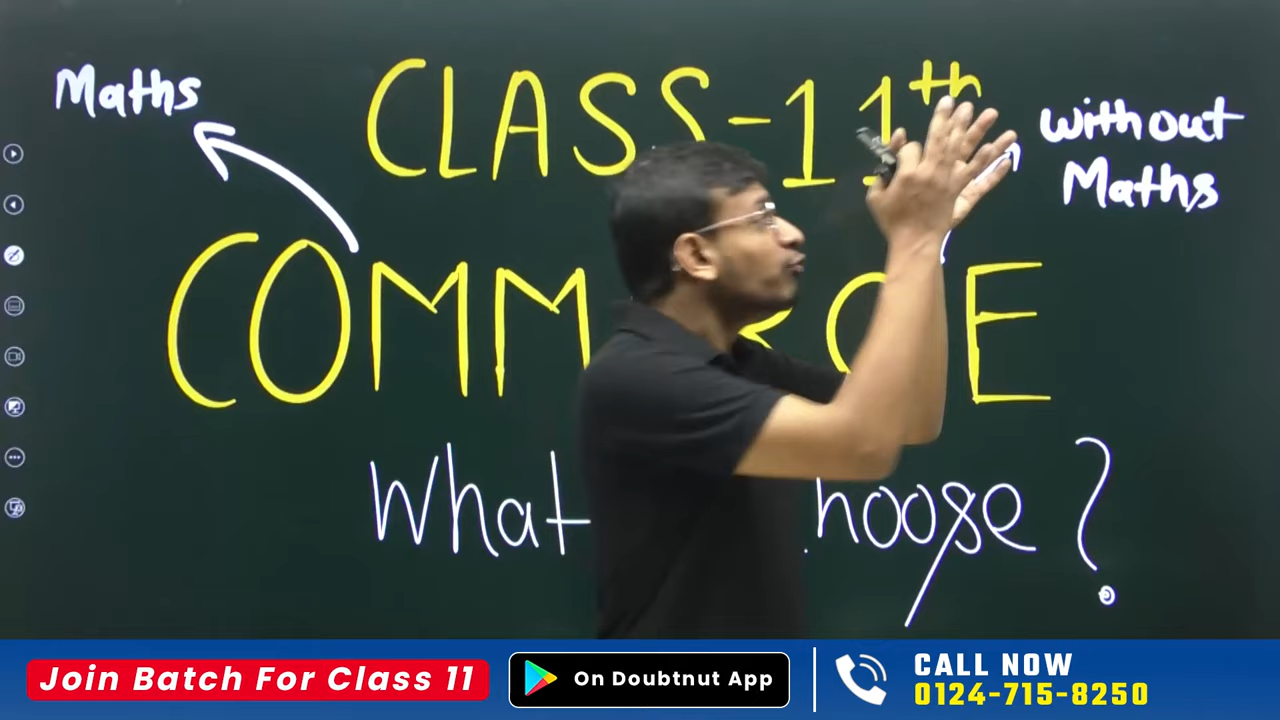 Maths
CLASS-11th
without
Maths
COMM
E
What
hoose?
Join Batch For Class 11
On Doubtnut App
CALL NOW
0124-715-8250